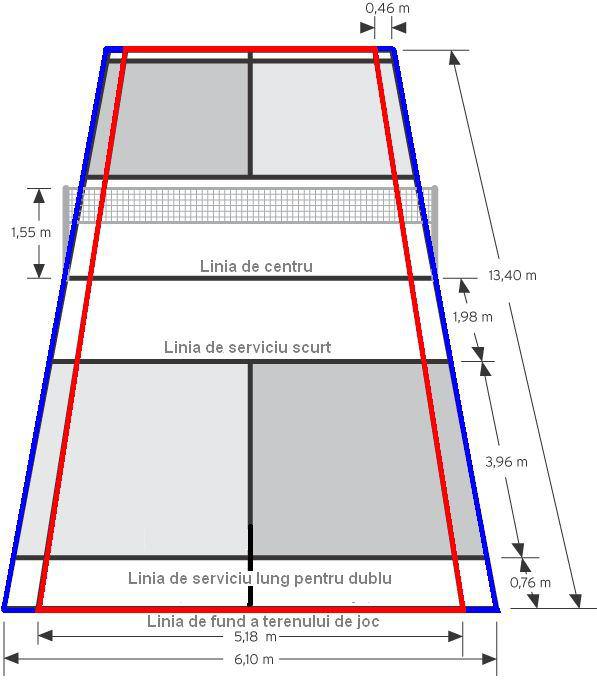 0,46 m
1,55 m
Linia de centru
13,40 m
1,98 m
Linia de serviciu scurt
3,96 m
Linia de serviciu lung pentru dublu
0,76 m
Linia de fund a terenului de joc
5,18 m
6,10 m